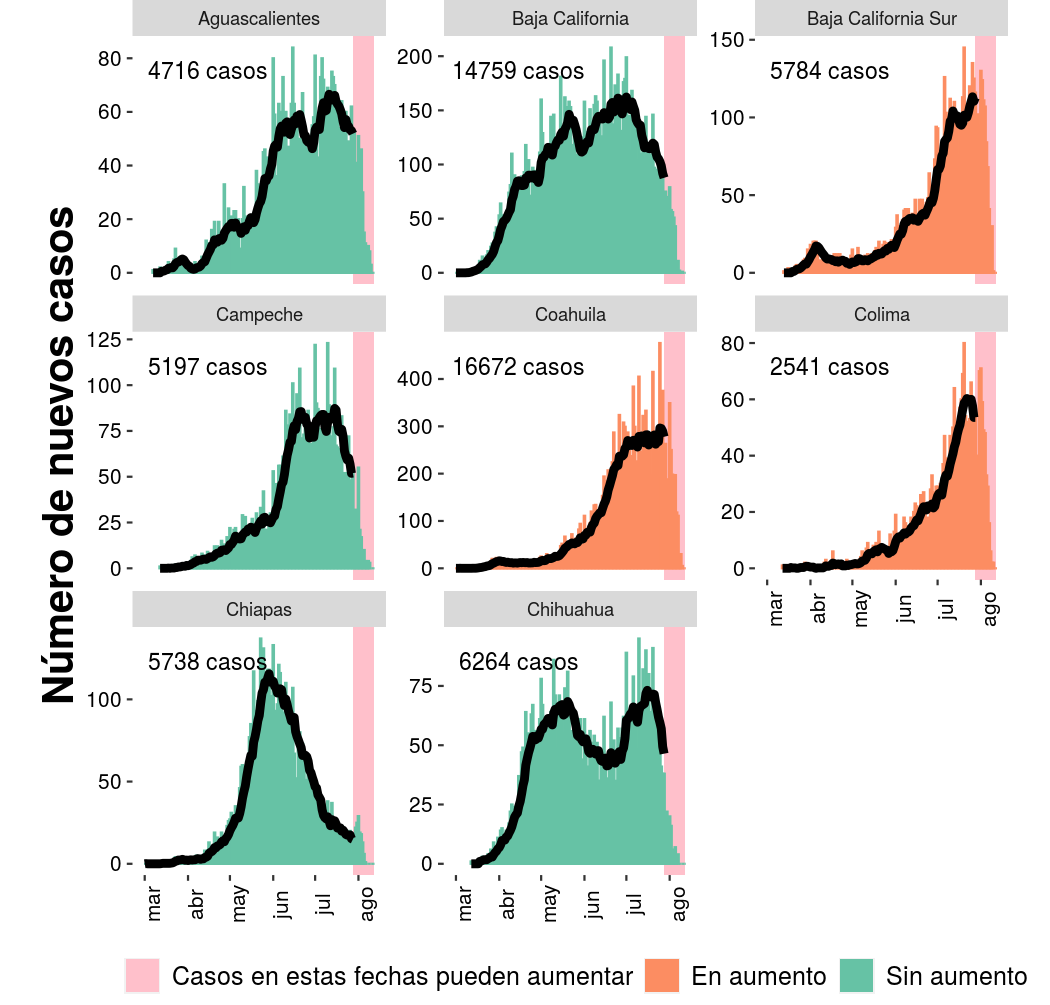 Número de nuevos casos
Aguascalientes
4716 casos
80
60
40
20
0
Baja California
14759 casos
200
150
100
50
0
Baja California Sur
5784 casos
150
100
50
0
Campeche
5197 casos
125
100
75
50
25
0
Coahuila
16672 casos
400
300
200
100
0
Colima
2541 casos
80
60
40
20
0
mar
abr
may
jun
jul
ago
Chiapas
5738 casos
100
50
0
mar
abr
may
jun
jul
ago
Chihuahua
6264 casos
75
50
25
0
mar
abr
may
jun
jul
ago
Casos en estas fechas pueden aumentar
En aumento
Sin aumento